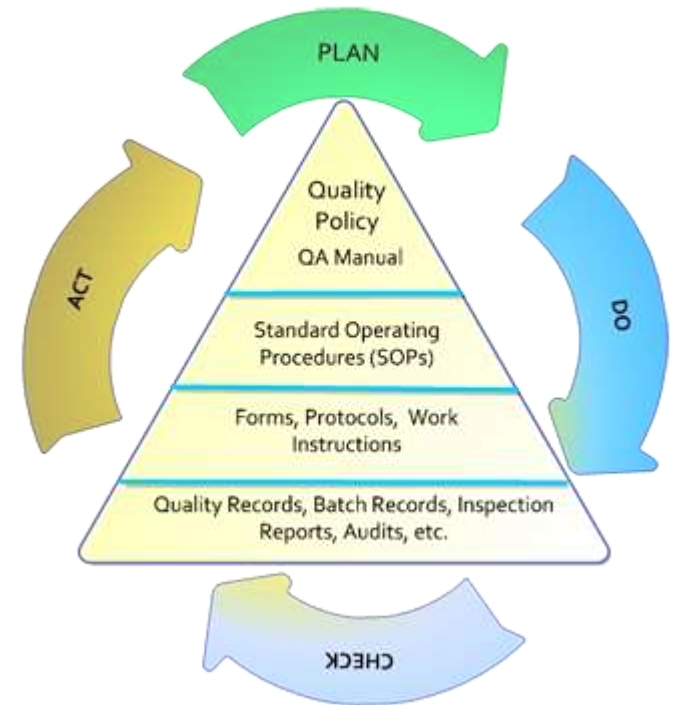 PLAN
Quality
Policy
QA Manual
DO
ACT
Standard Operating
Procedures (SOPs)
Forms, Protocols, Work
Instructions
Quality Records, Batch Records, Inspection
Reports, Audits, etc.
CHECK